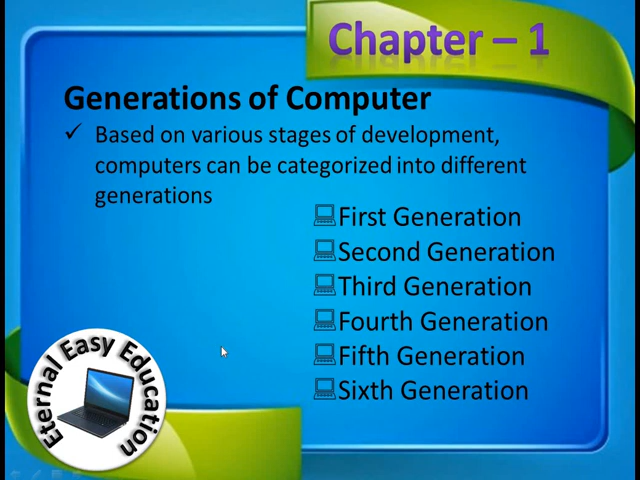 Chapter – 1
Generations of Computer
✓ Based on various stages of development,
computers can be categorized into different
generations
First Generation
Second Generation
Third Generation
Fourth Generation
Fifth Generation
Sixth Generation
Eternal Easy Education